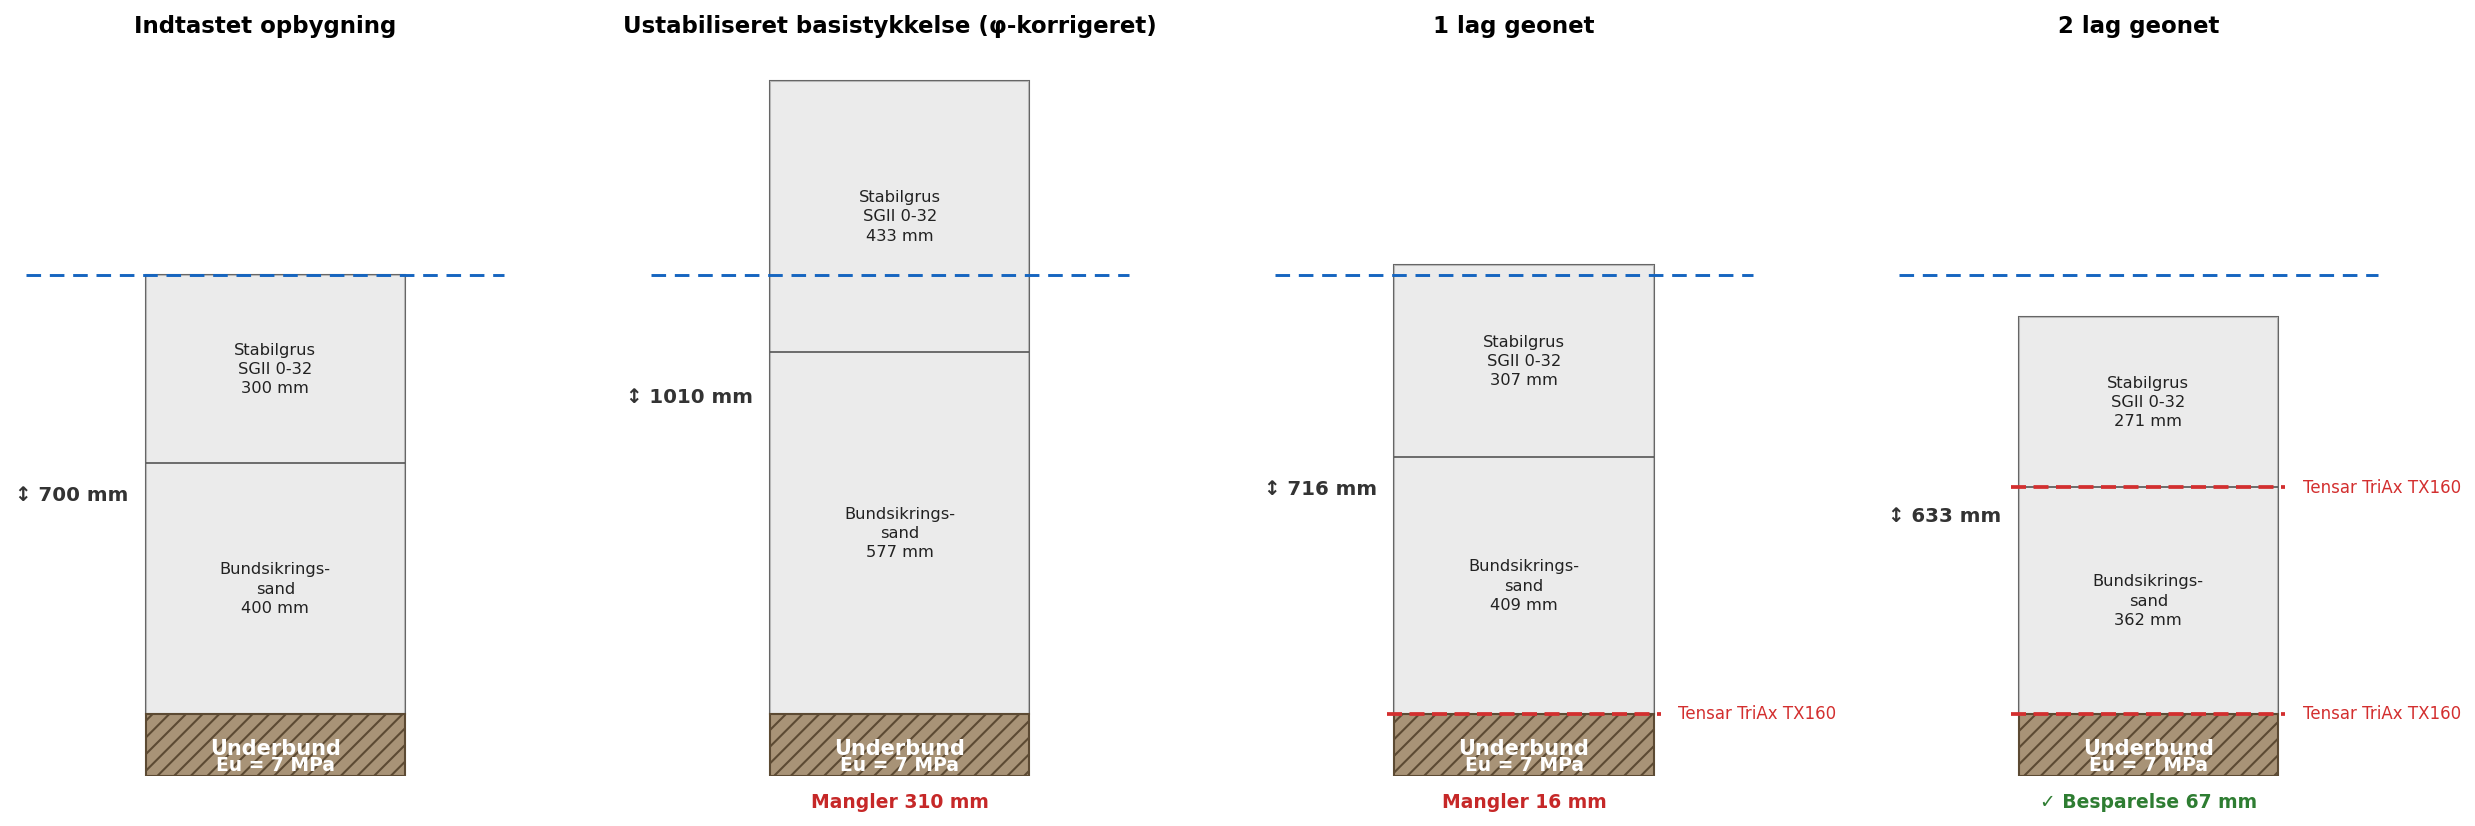 Indtastet opbygning
Stabilgrus
SGII 0-32
300 mm
↕ 700 mm
Bundsikrings-
sand
400 mm
Underbund
Eu = 7 MPa
Ustabiliseret basistykkelse (φ-korrigeret)
Stabilgrus
SGII 0-32
433 mm
↕ 1010 mm
Bundsikrings-
sand
577 mm
Underbund
Eu = 7 MPa
Mangler 310 mm
1 lag geonet
Stabilgrus
SGII 0-32
307 mm
↕ 716 mm
Bundsikrings-
sand
409 mm
Tensar TriAx TX160
Underbund
Eu = 7 MPa
Mangler 16 mm
2 lag geonet
Stabilgrus
SGII 0-32
271 mm
Tensar TriAx TX160
↕ 633 mm
Bundsikrings-
sand
362 mm
Tensar TriAx TX160
Underbund
Eu = 7 MPa
✓ Besparelse 67 mm